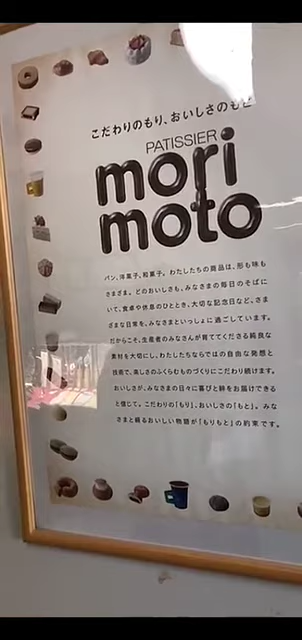 こだわりのもり、おいしさのもと
PATISSIER
mori
moto
パン、洋菓子、和菓子。わたしたちの商品は、形も味も
さまざま。どのおいしさも、みなさまの毎日のそばに
いて、食卓や休息のひととき、大切な記念日など、さま
ざまな日常を、みなさまといっしょに過ごしています。
だからこそ、生産者のみなさんが育ててくださる純良な
素材を大切にし、わたしたちならではの自由な発想と
技術で、楽しさのふくらむものづくりにこだわり続けます。
おいしさが、みなさまの日々に喜びと絆をお届けできる
と信じて。こだわりの「もり」、おいしさの「もと」。みな
さまと綴るおいしい物語が「もりもと」の約束です。